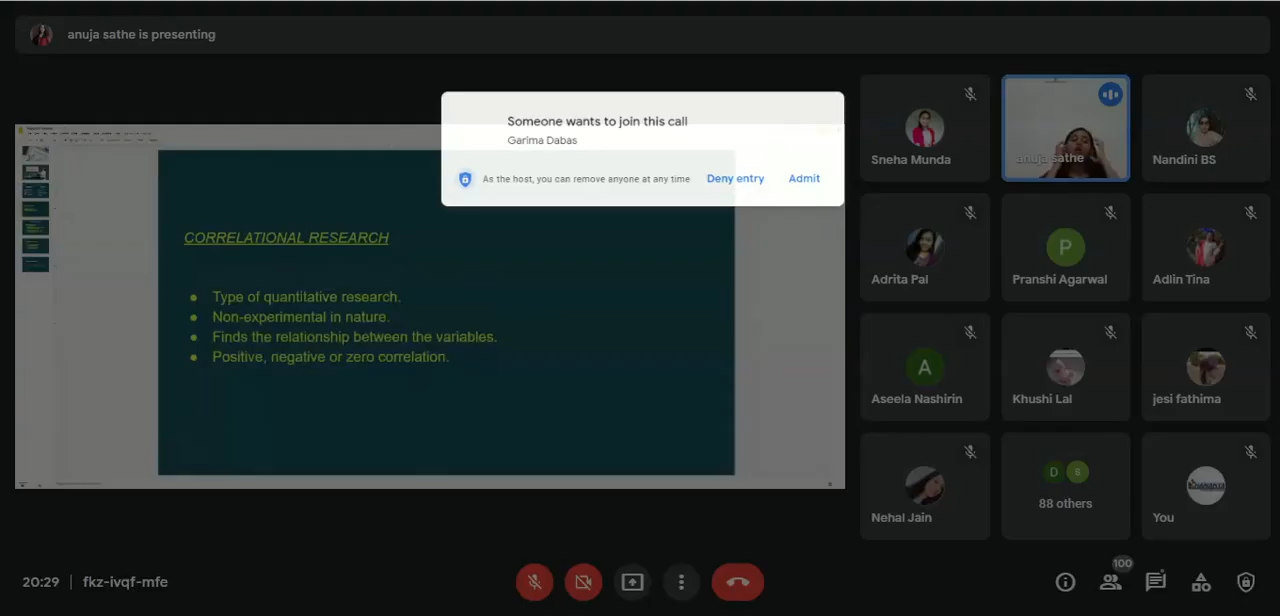 anuja sathe is presenting
Someone wants to join this call
Garima Dabas
As the host, you can remove anyone at any time
Deny entry
Admit
CORRELATIONAL RESEARCH
● Type of quantitative research.
● Non-experimental in nature.
● Finds the relationship between the variables.
● Positive, negative or zero correlation.
Sneha Munda
anuja sathe
Nandini BS
Adrita Pal
P
Pranshi Agarwal
Adlin Tina
A
Aseela Nashirin
Khushi Lal
jesi fathima
Nehal Jain
D
88 others
You
20:29 | fkz-ivqf-mfe
100